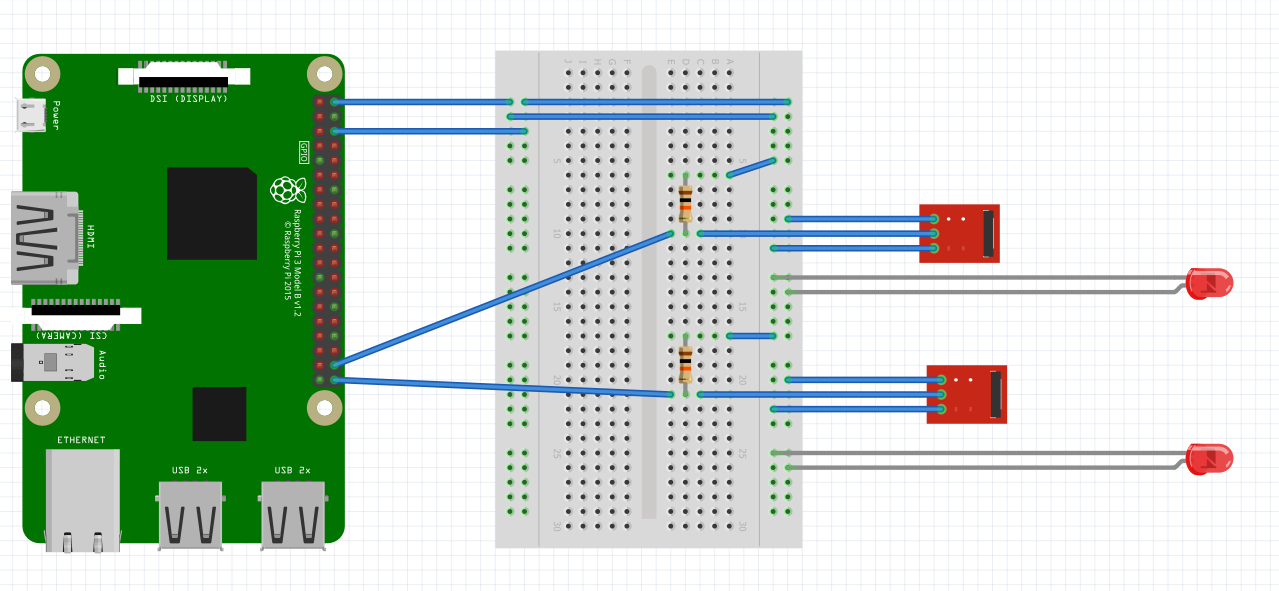 DSI (DISPLAY)
Power
GPIO
HDMI
Raspberry Pi 3 Model B v1.2
© Raspberry Pi 2015
CSI (CAMERA)
Audio
ETHERNET
USB 2x
USB 2x
J I H G F E D C B A
5 5
10
15 15
20 20
25 25
30 30